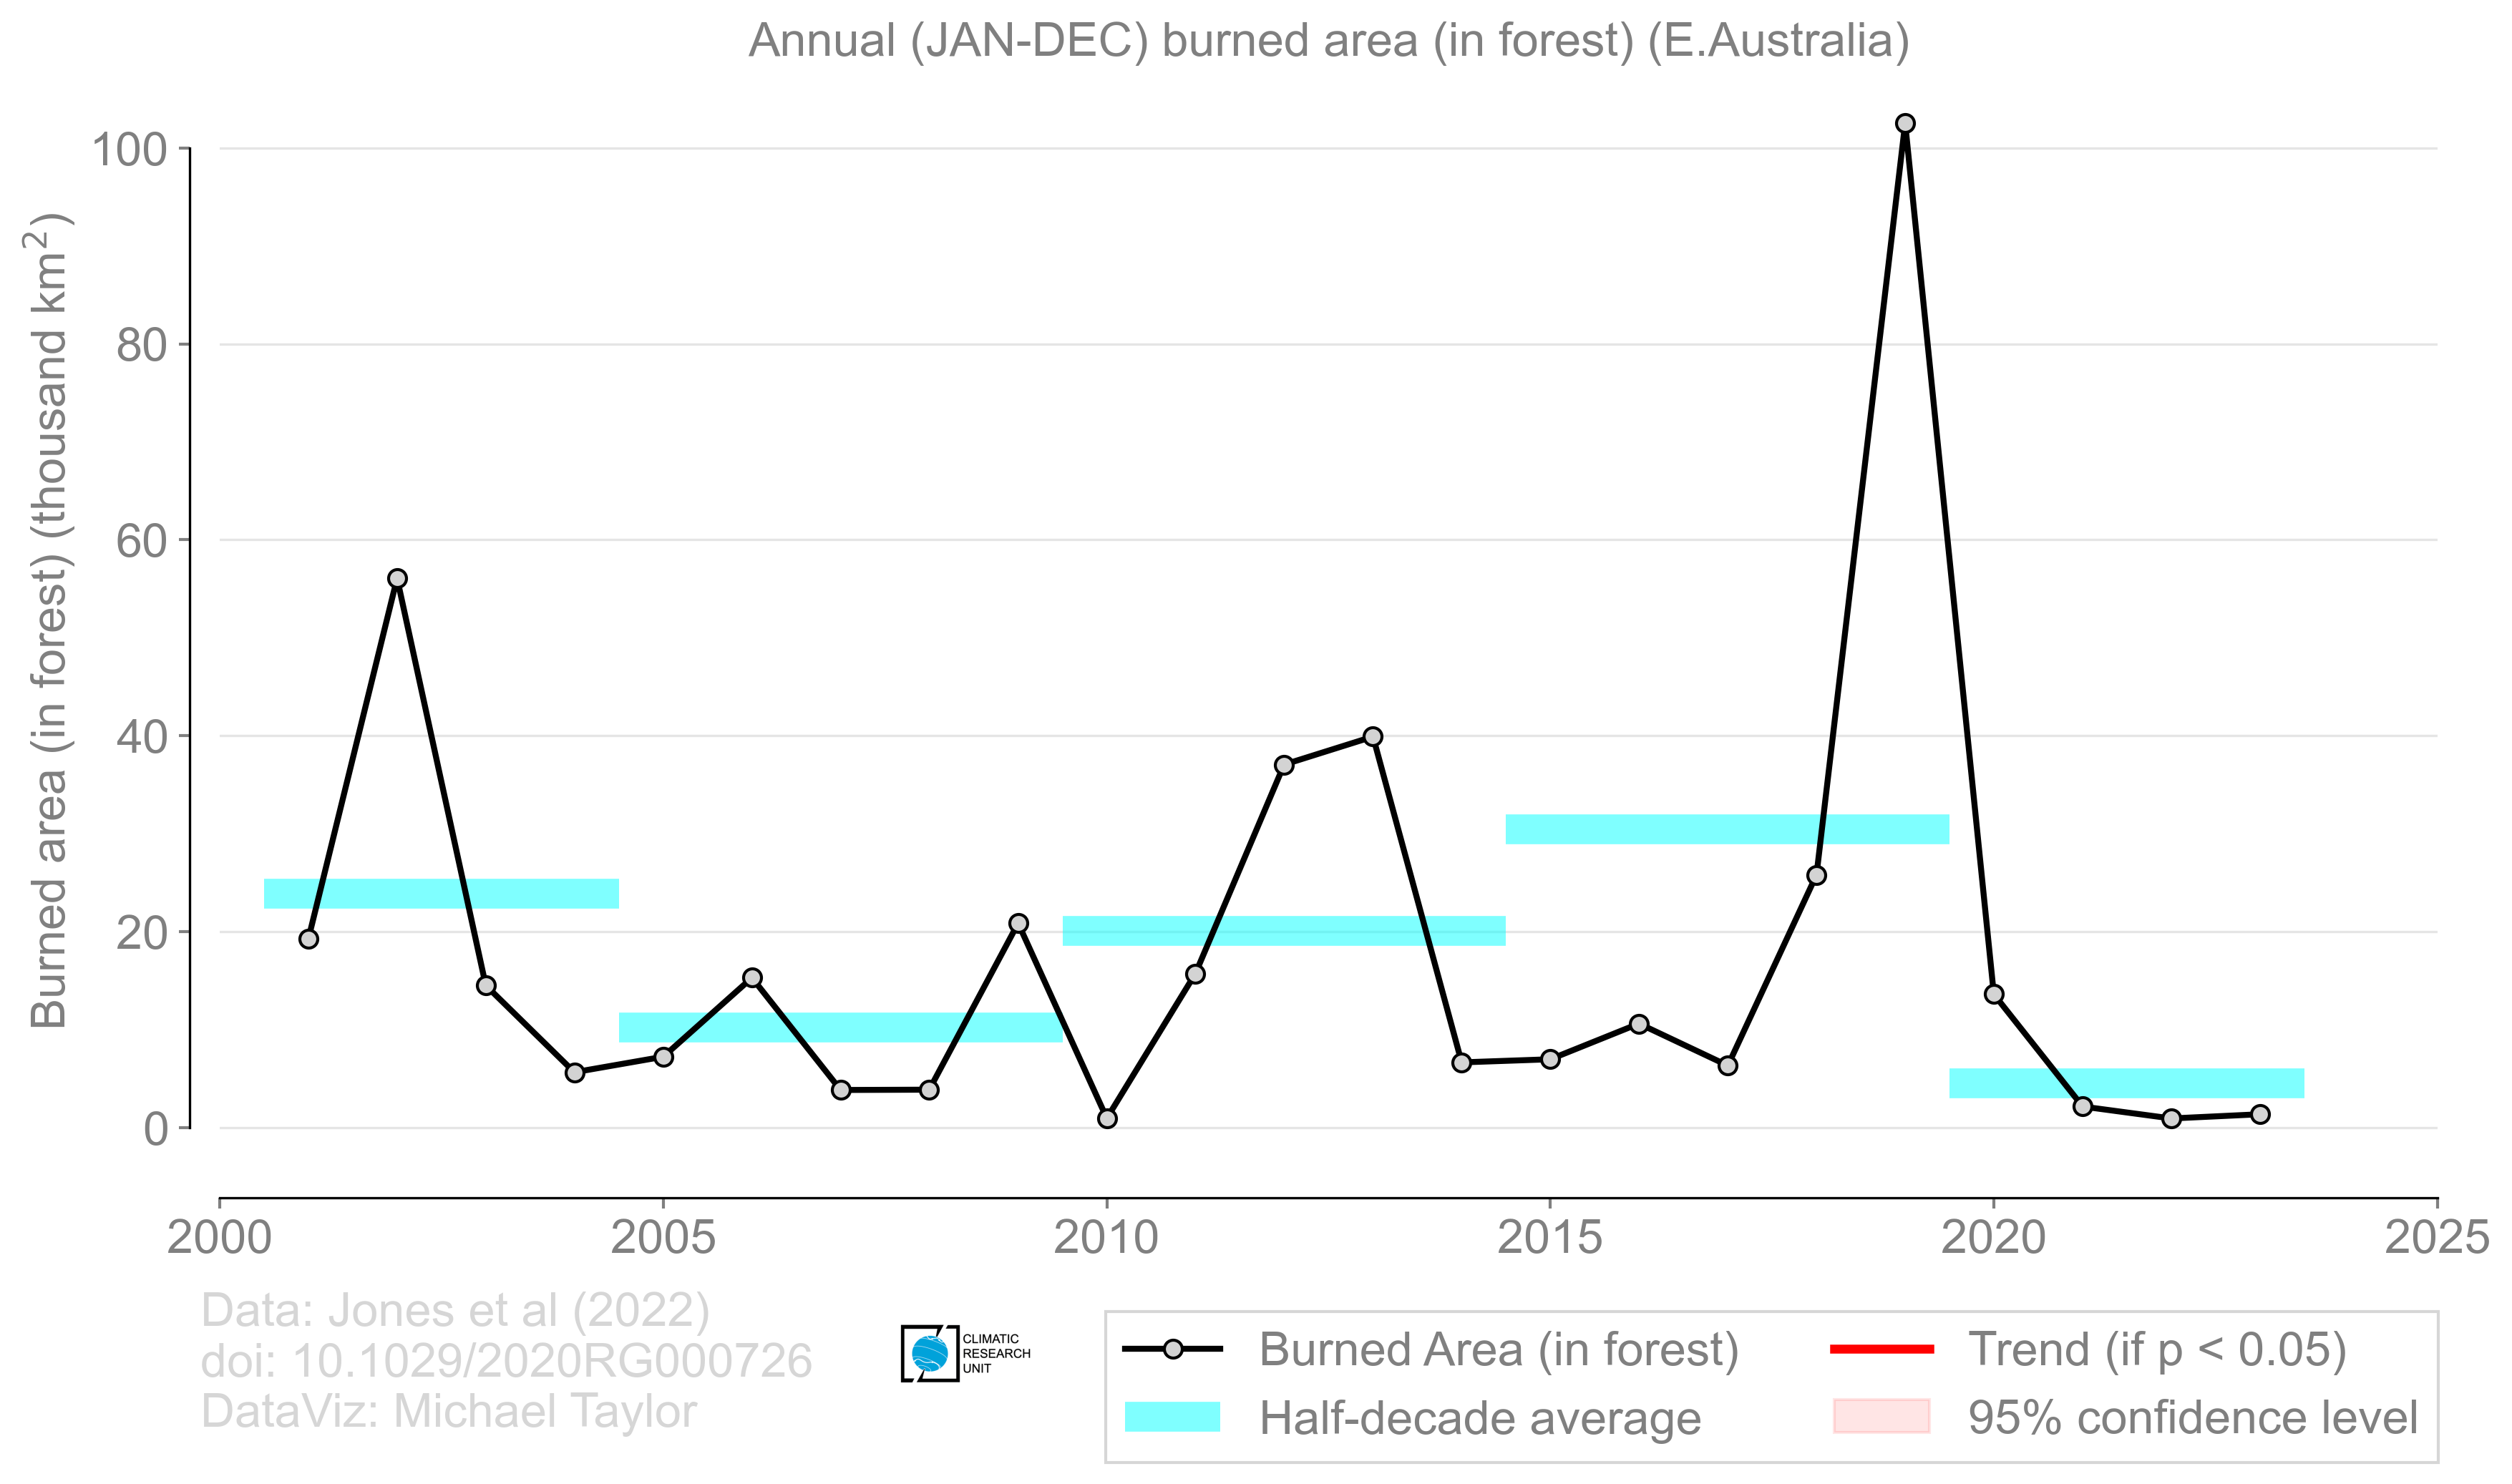 Annual (JAN-DEC) burned area (in forest) (E.Australia)
Burned area (in forest) (thousand km²)
100
80
60
40
20
0
2000
2005
2010
2015
2020
2025
Data: Jones et al (2022)
doi: 10.1029/2020RG000726
DataViz: Michael Taylor
CLIMATIC
RESEARCH
UNIT
Burned Area (in forest)
Half-decade average
Trend (if p < 0.05)
95% confidence level